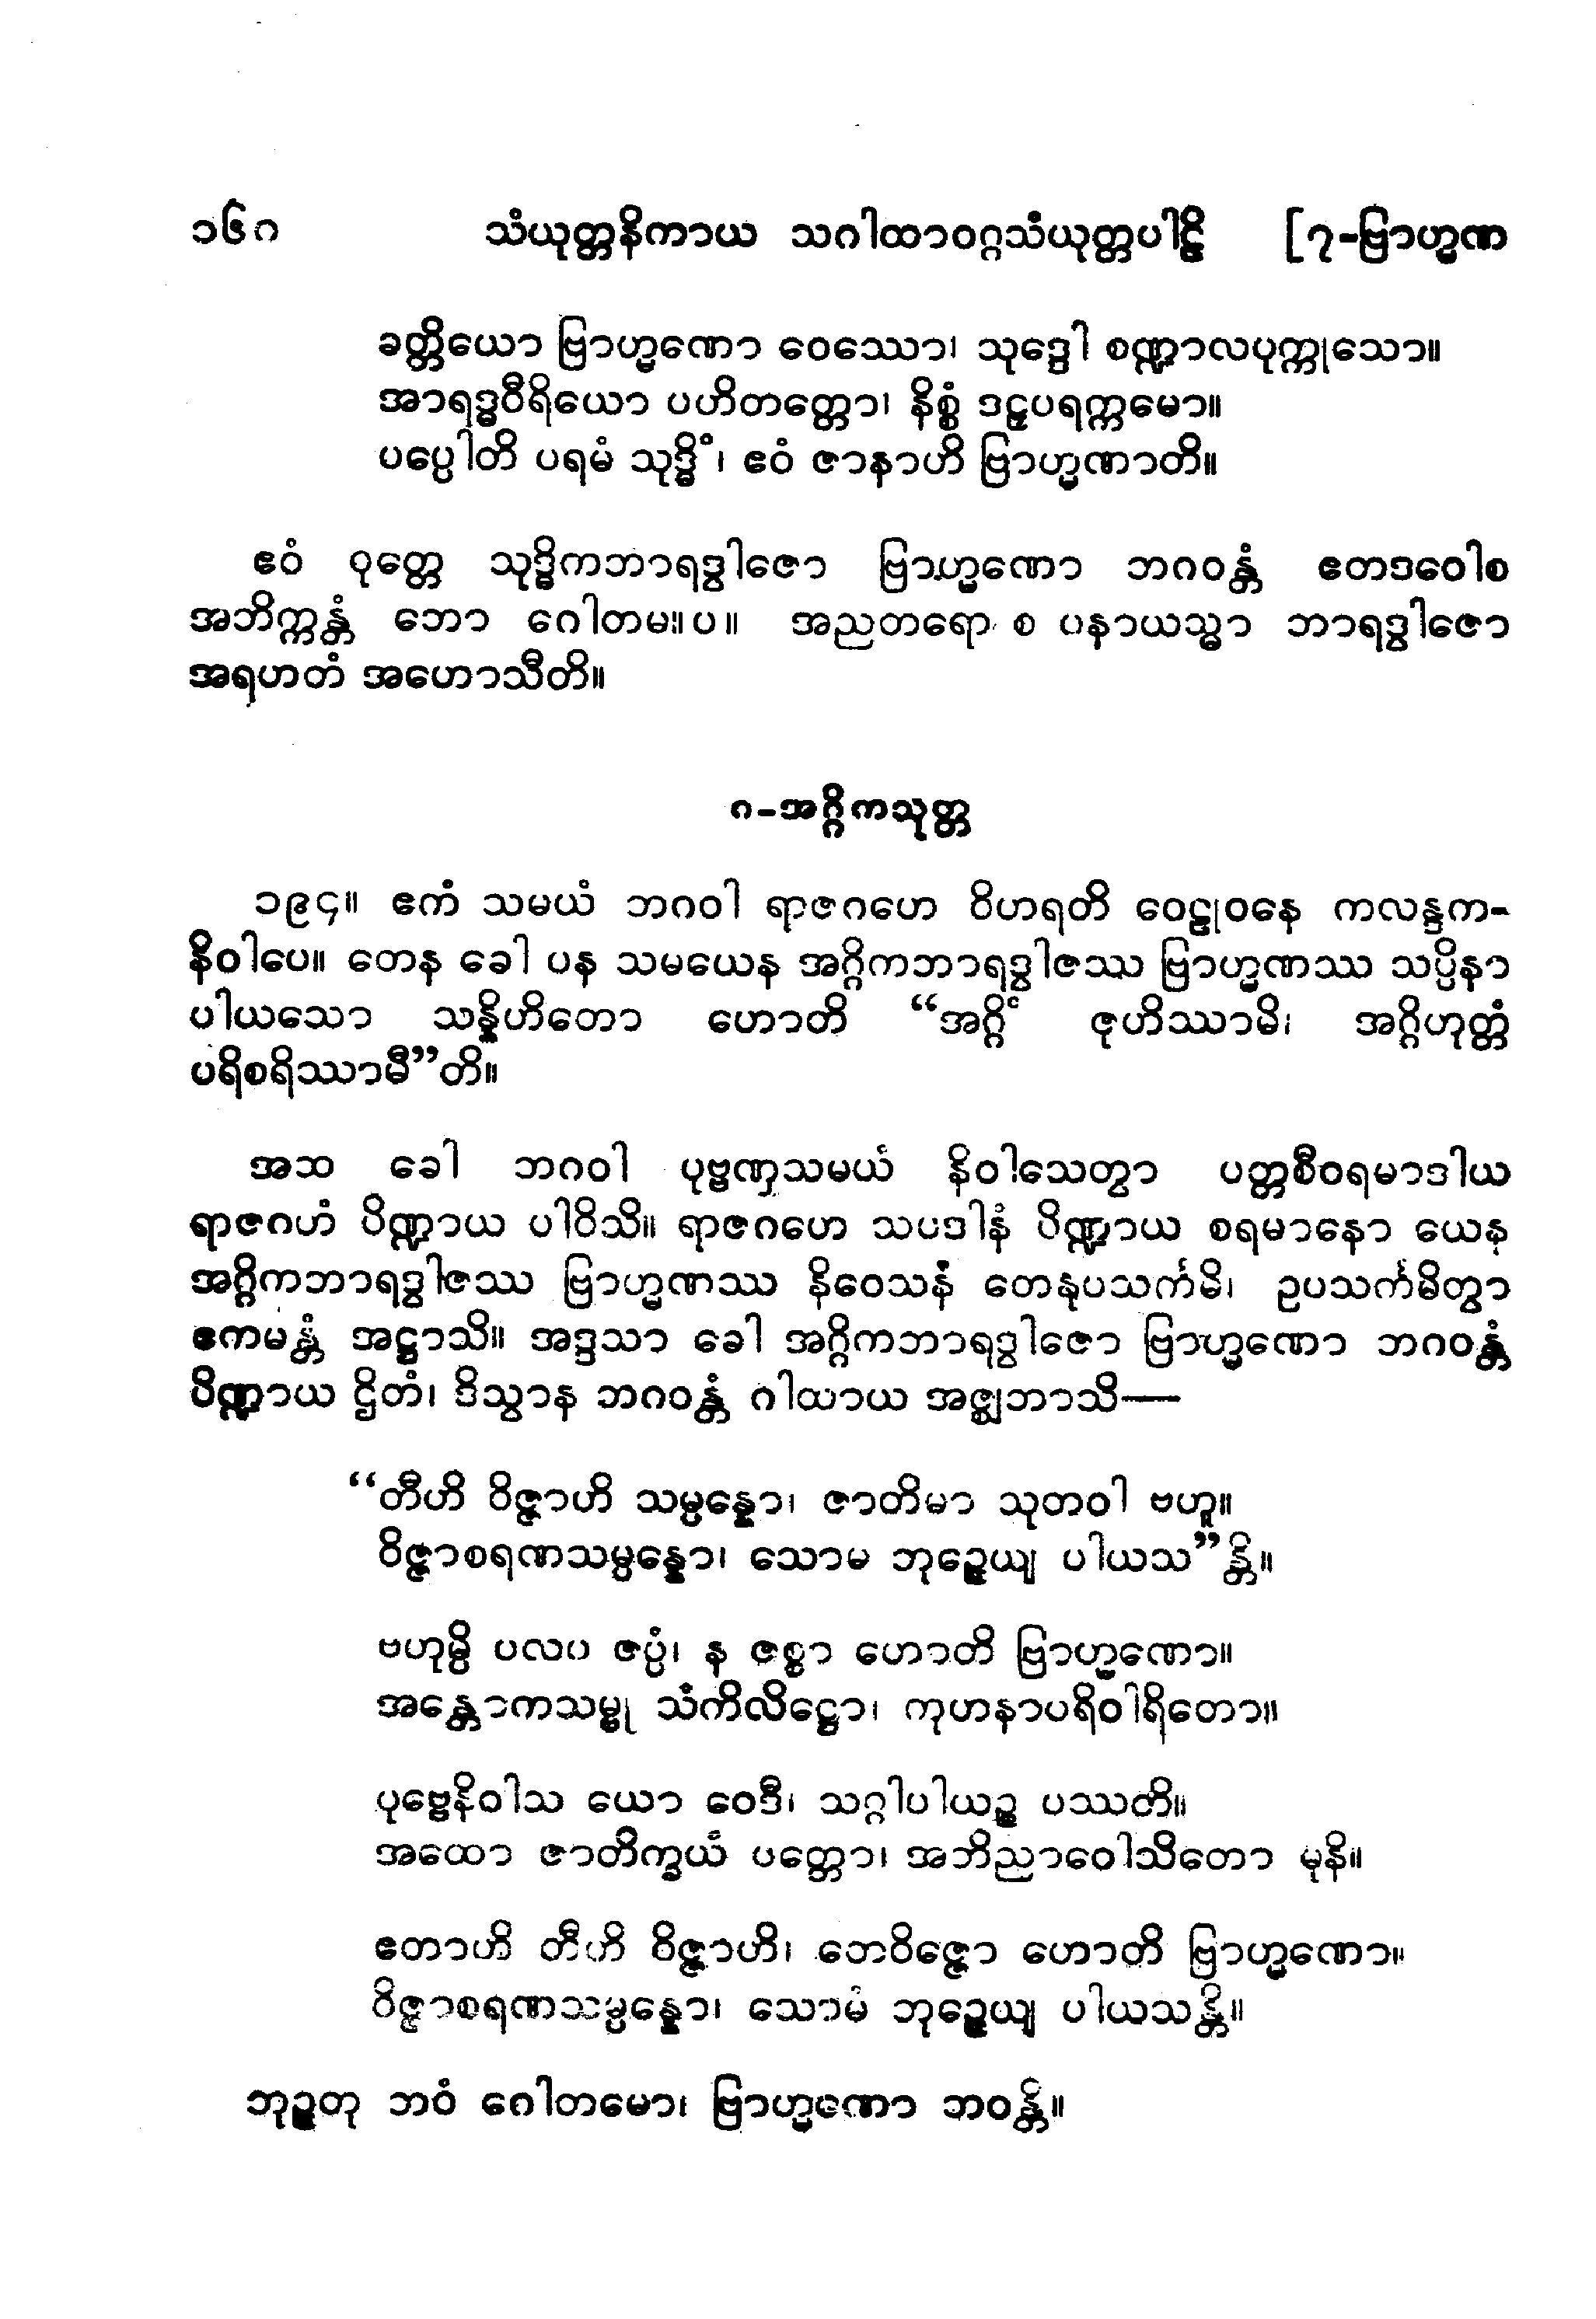 ၁၆၈ သံယုတ္တနိကာယ သဂါထာဝဂ္ဂသံယုတ္တပါဠိ [၇-ဗြာဟ္မဏ
ခတ္တိယော ဗြာဟ္မဏော ဝေဿော၊ သုဒ္ဒေါ စဏ္ဍာလပုက္ကုသော။
အာရဒ္ဓဝီရိယော ပဟိတတ္တော၊ နိစ္စံ ဒဠှပရက္ကမော။
ပပ္ပေါတိ ပရမံ သုဒ္ဓိံ၊ ဧဝံ ဇာနာဟိ ဗြာဟ္မဏာတိ။
ဧဝံ ဝုတ္တေ သုဒ္ဓိကဘာရဒွါဇော ဗြာဟ္မဏော ဘဂဝန္တံ ဧတဒဝေါစ
အဘိက္ကန္တံ ဘော ဂေါတမ။ပ။ အညတရော စ ပနာယသ္မာ ဘာရဒွါဇော
အရဟတံ အဟောသီတိ။
၈-အဂ္ဂိကသုတ္တ
၁၉၄။ ဧကံ သမယံ ဘဂဝါ ရာဇဂဟေ ဝိဟရတိ ဝေဠုဝနေ ကလန္ဒက-
နိဝါပေ။ တေန ခေါ ပန သမယေန အဂ္ဂိကဘာရဒွါဇဿ ဗြာဟ္မဏဿ သပ္ပိနာ
ပါယသော သန္နိဟိတော ဟောတိ “အဂ္ဂိံ ဇုဟိဿာမိ၊ အဂ္ဂိဟုတ္တံ
ပရိစရိဿာမီ”တိ။
အထ ခေါ ဘဂဝါ ပုဗ္ဗဏှသမယံ နိဝါသေတွာ ပတ္တစီဝရမာဒါယ
ရာဇဂဟံ ပိဏ္ဍာယ ပါဝိသိ။ ရာဇဂဟေ သပဒါနံ ပိဏ္ဍာယ စရမာနော ယေန
အဂ္ဂိကဘာရဒွါဇဿ ဗြာဟ္မဏဿ နိဝေသနံ တေနုပသင်္ကမိ၊ ဥပသင်္ကမိတွာ
ဧကမန္တံ အဋ္ဌာသိ။ အဒ္ဒသာ ခေါ အဂ္ဂိကဘာရဒွါဇော ဗြာဟ္မဏော ဘဂဝန္တံ
ပိဏ္ဍာယ ဌိတံ၊ ဒိသွာန ဘဂဝန္တံ ဂါထာယ အဇ္ဈဘာသိ—
“တီဟိ ဝိဇ္ဇာဟိ သမ္ပန္နော၊ ဇာတိမာ သုတဝါ ဗဟူ။
ဝိဇ္ဇာစရဏသမ္ပန္နော၊ သောမ ဘုဉ္ဇေယျ ပါယသ”န္တိ။
ဗဟုမ္ပိ ပလပ ဇပ္ပံ၊ န ဇစ္စာ ဟောတိ ဗြာဟ္မဏော။
အန္တောကသမ္ဗု သံကိလိဋ္ဌော၊ ကုဟနာပရိဝါရိတော။
ပုဗ္ဗေနိဝါသ ယော ဝေဒီ၊ သဂ္ဂါပါယဉ္စ ပဿတိ။
အထော ဇာတိက္ခယံ ပတ္တော၊ အဘိညာဝေါသိတော မုနိ။
ဧတာဟိ တီဟိ ဝိဇ္ဇာဟိ၊ တေဝိဇ္ဇော ဟောတိ ဗြာဟ္မဏော။
ဝိဇ္ဇာစရဏသမ္ပန္နော၊ သောမံ ဘုဉ္ဇေယျ ပါယသန္တိ။
ဘုဉ္ဇတု ဘဝံ ဂေါတမော၊ ဗြာဟ္မဏော ဘဝန္တိ။